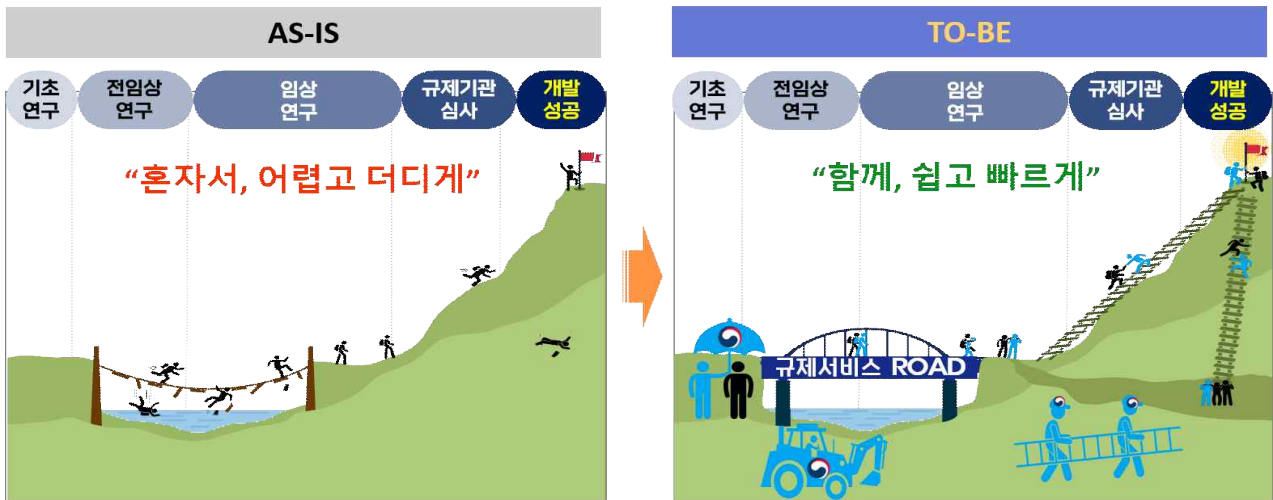 AS-IS
TO-BE
기초
연구
전임상
연구
임상
연구
규제기관
심사
개발
성공
기초
연구
전임상
연구
임상
연구
규제기관
심사
개발
성공
“혼자서, 어렵고 더디게”
“함께, 쉽고 빠르게”
규제서비스 ROAD